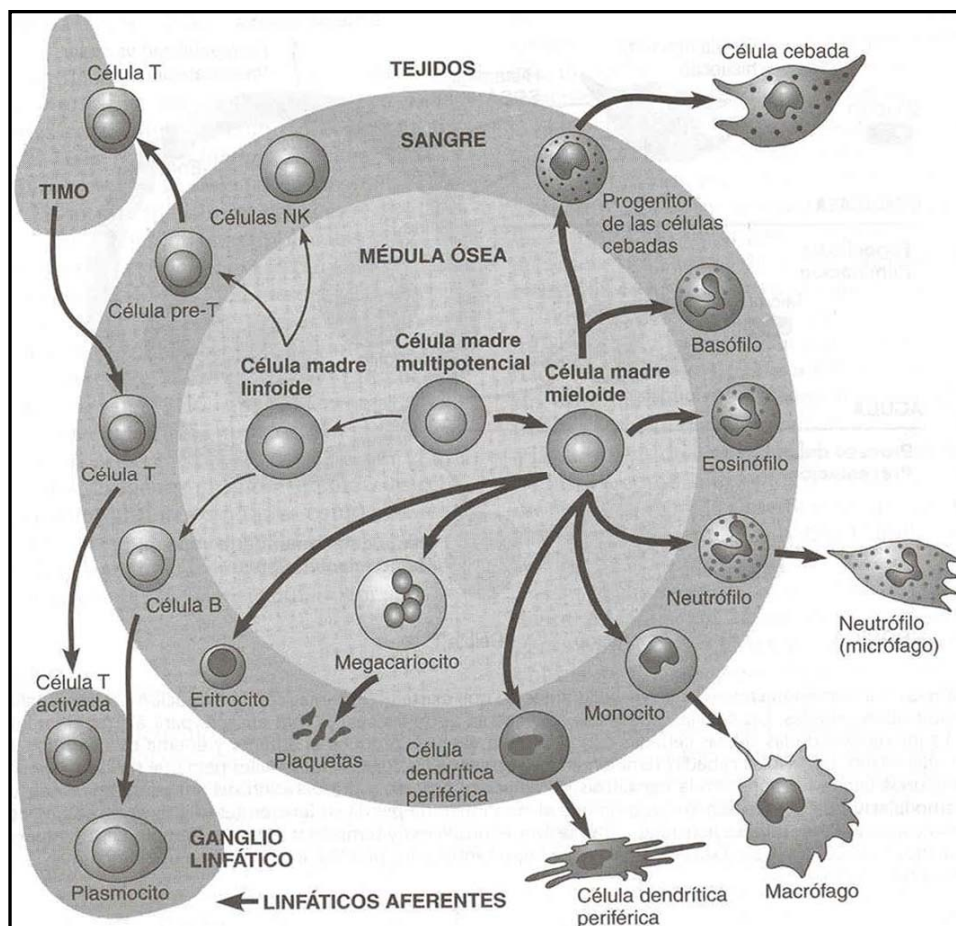 Célula T
TIMO
TEJIDOS
SANGRE
Células NK
MÉDULA ÓSEA
Célula pre-T
Célula cebada
Progenitor
de las células
cebadas
Basófilo
Célula madre
linfoide
Célula madre
multipotencial
Célula madre
mieloide
Eosinófilo
Célula T
Célula B
Neutrófilo
Neutrófilo
(micrófago)
Eritrocito
Megacariocito
Plaquetas
Monocito
Célula
dendrítica
periférica
Célula T
activada
GANGLIO
LINFÁTICO
Plasmocito
LINFÁTICOS AFERENTES
Célula dendrítica
periférica
Macrófago